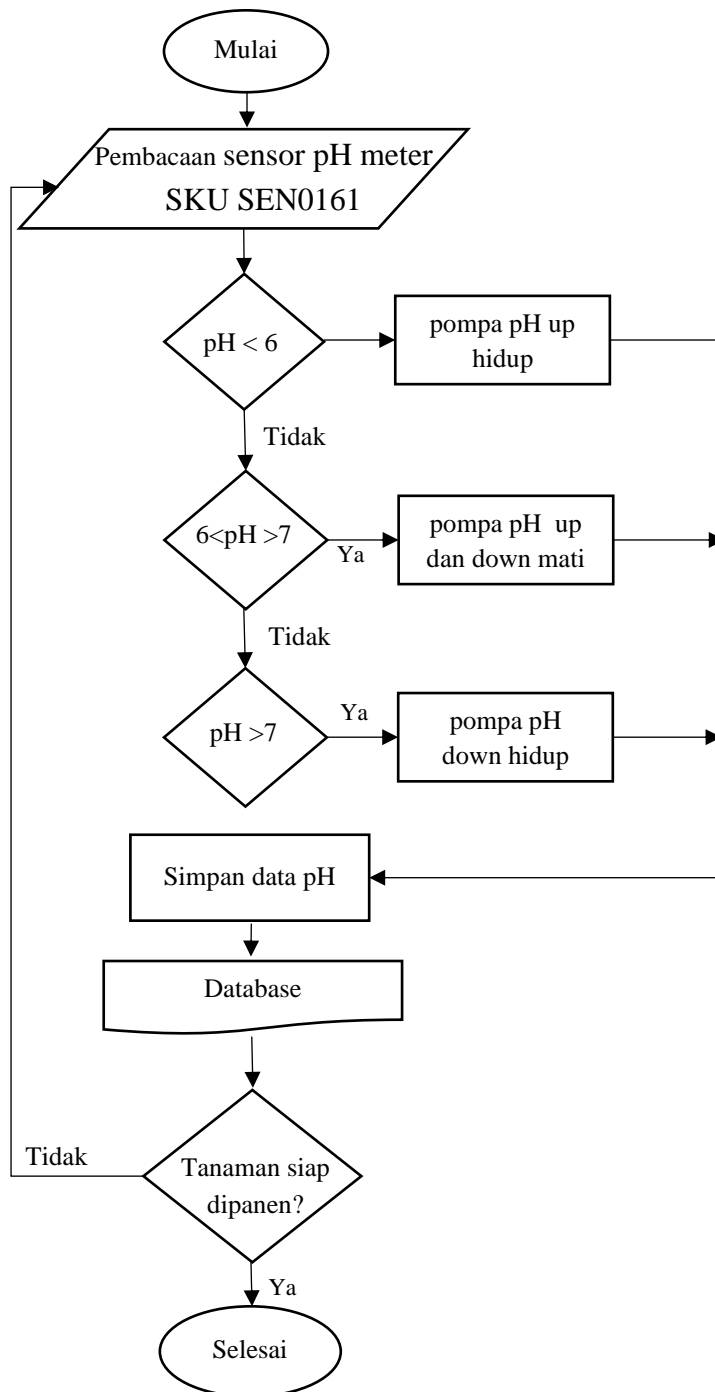 Mulai
Pembacaan sensor pH meter
SKU SEN0161
pH < 6
pompa pH up
hidup
Tidak
6<pH >7
Ya
pompa pH up
dan down mati
Tidak
pH >7
Ya
pompa pH
down hidup
Simpan data pH
Database
Tidak
Tanaman siap
dipanen?
Ya
Selesai